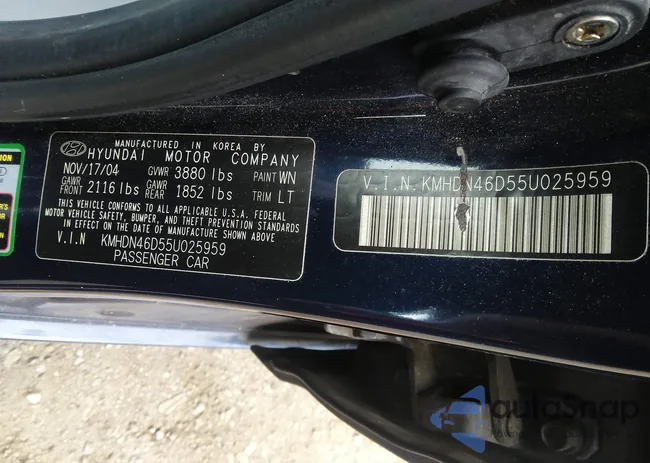 MANUFACTURED IN KOREA BY
HYUNDAI MOTOR COMPANY
NOV/17/04 GVWR 3880 lbs PAINT WN
GAWR FRONT 2116 lbs GAWR REAR 1852 lbs TRIM LT
THIS VEHICLE CONFORMS TO ALL APPLICABLE U.S.A. FEDERAL
MOTOR VEHICLE SAFETY, BUMPER, AND THEFT PREVENTION STANDARDS
IN EFFECT ON THE DATE OF MANUFACTURE SHOWN ABOVE
V.I.N KMHDN46D55U025959
PASSENGER CAR
V.I.N. KMHDN46D55U025959
autoSnap